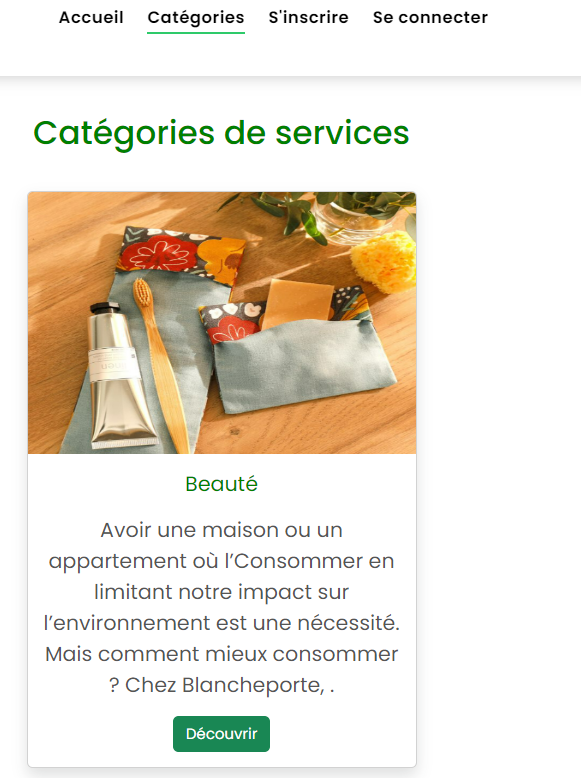 Accueil Catégories S'inscrire Se connecter
Catégories de services
Beauté
Avoir une maison ou un
appartement où l’Consommer en
limitant notre impact sur
l’environnement est une nécessité.
Mais comment mieux consommer
? Chez Blancheporte, .
Découvrir